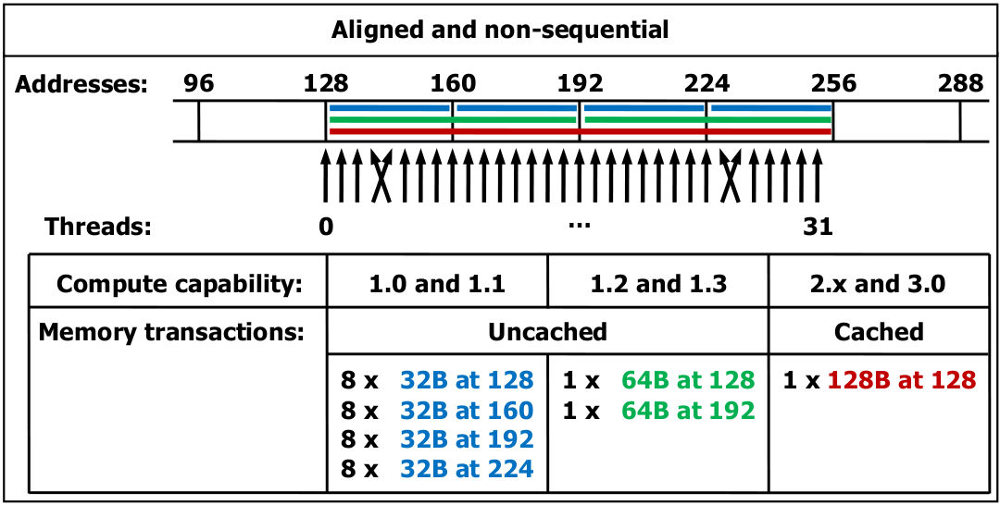 Aligned and non-sequential
Addresses: 96 128 160 192 224 256 288
Threads: 0 ... 31
Compute capability: 1.0 and 1.1 1.2 and 1.3 2.x and 3.0
Memory transactions: Uncached Cached
8 x 32B at 128 1 x 64B at 128 1 x 128B at 128
8 x 32B at 160 1 x 64B at 192
8 x 32B at 192
8 x 32B at 224